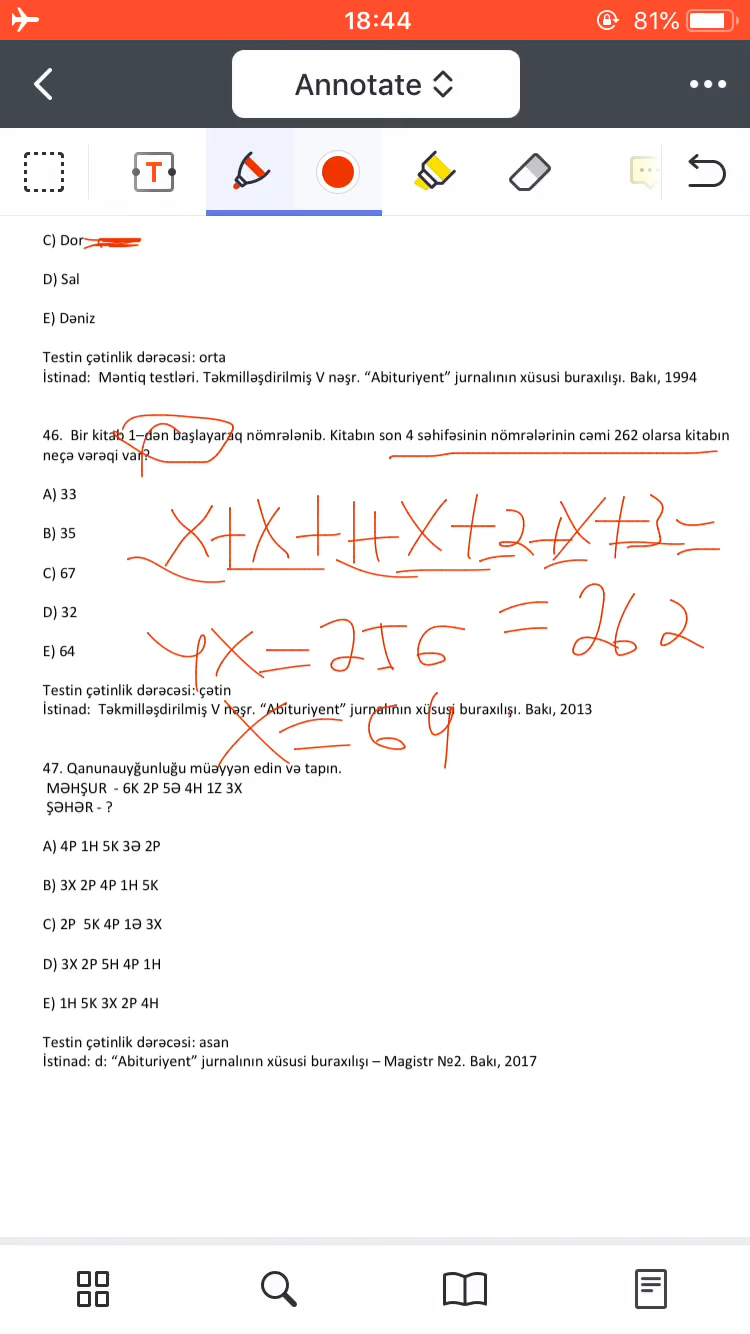 18:44
81%
Annotate
T
C) Dor
D) Sal
E) Dəniz
Testin çətinlik dərəcəsi: orta
İstinad: Məntiq testləri. Təkmilləşdirilmiş V nəşr. “Abituriyent” jurnalının xüsusi buraxılışı. Bakı, 1994
46. Bir kitab 1–dən başlayaraq nömrələnib. Kitabın son 4 səhifəsinin nömrələrinin cəmi 262 olarsa kitabın
neçə vərəqi var?
A) 33
B) 35
C) 67
D) 32
E) 64
x+x+1+x+2+x+3=
=262
4x=256
x=64
Testin çətinlik dərəcəsi: çətin
İstinad: Təkmilləşdirilmiş V nəşr. “Abituriyent” jurnalının xüsusi buraxılışı. Bakı, 2013
47. Qanunauyğunluğu müəyyən edin və tapın.
MƏHŞUR - 6K 2P 5Ə 4H 1Z 3X
ŞƏHƏR - ?
A) 4P 1H 5K 3Ə 2P
B) 3X 2P 4P 1H 5K
C) 2P 5K 4P 1Ə 3X
D) 3X 2P 5H 4P 1H
E) 1H 5K 3X 2P 4H
Testin çətinlik dərəcəsi: asan
İstinad: d: “Abituriyent” jurnalının xüsusi buraxılışı – Magistr №2. Bakı, 2017